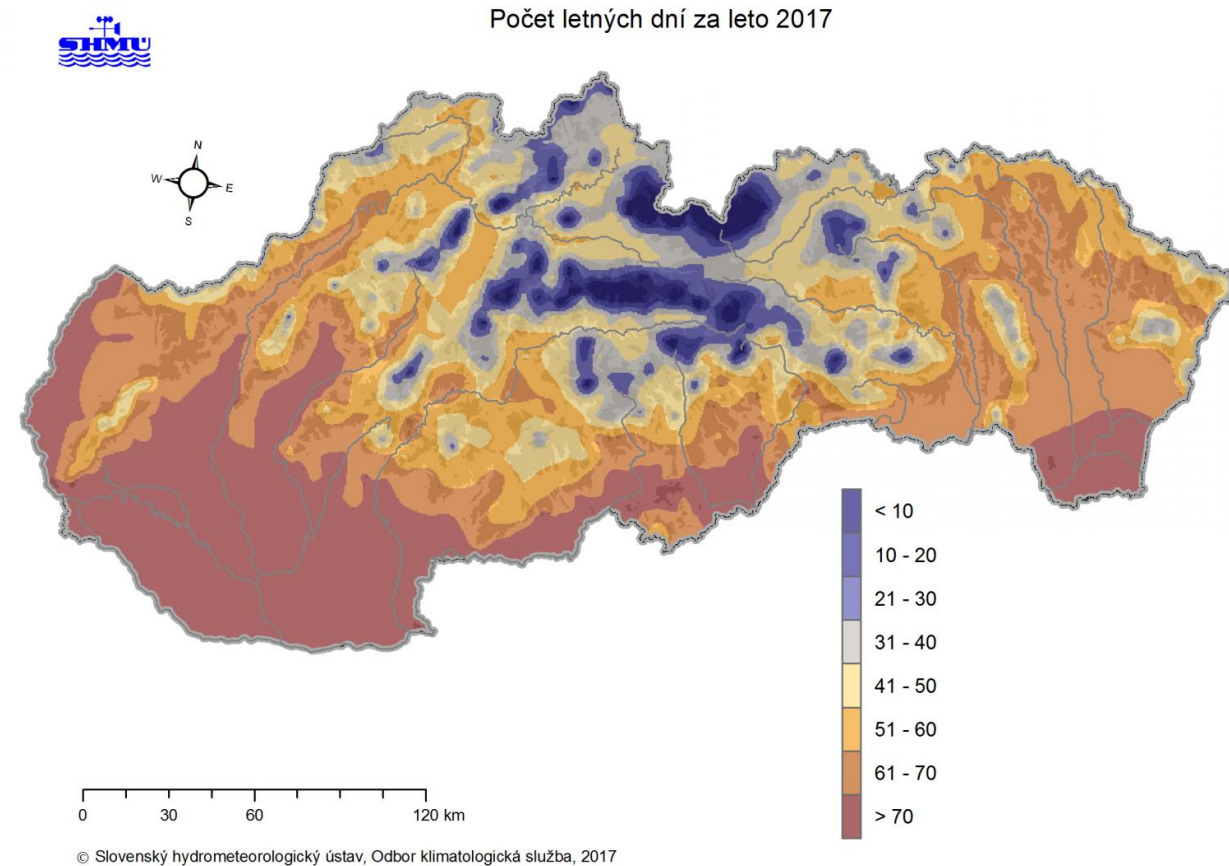 Počet letných dní za leto 2017
SHMÚ
N
W
E
S
< 10
10 - 20
21 - 30
31 - 40
41 - 50
51 - 60
61 - 70
> 70
0 30 60 120 km
© Slovenský hydrometeorologický ústav, Odbor klimatologická služba, 2017